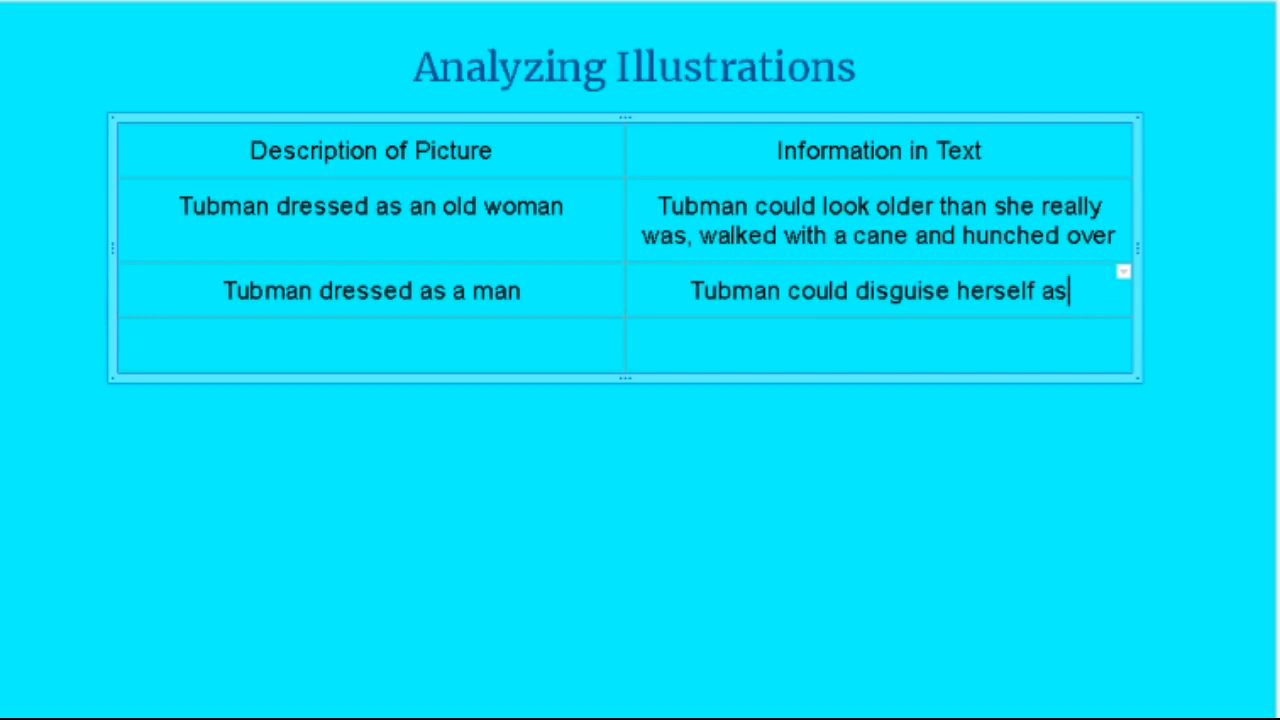 Analyzing Illustrations
Description of Picture
Information in Text
Tubman dressed as an old woman
Tubman could look older than she really
was, walked with a cane and hunched over
Tubman dressed as a man
Tubman could disguise herself as